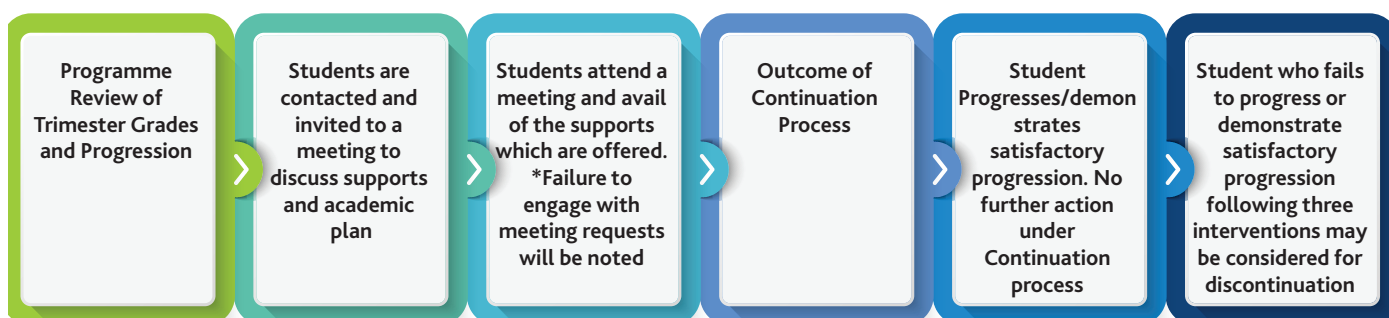 Programme
Review of
Trimester Grades
and Progression
Students are
contacted and
invited to a
meeting to
discuss supports
and academic
plan
Students attend a
meeting and avail
of the supports
which are offered.
*Failure to
engage with
meeting requests
will be noted
Outcome of
Continuation
Process
Student
Progresses/demon
strates
satisfactory
progression. No
further action
under
Continuation
process
Student who fails
to progress or
demonstrate
satisfactory
progression
following three
interventions may
be considered for
discontinuation